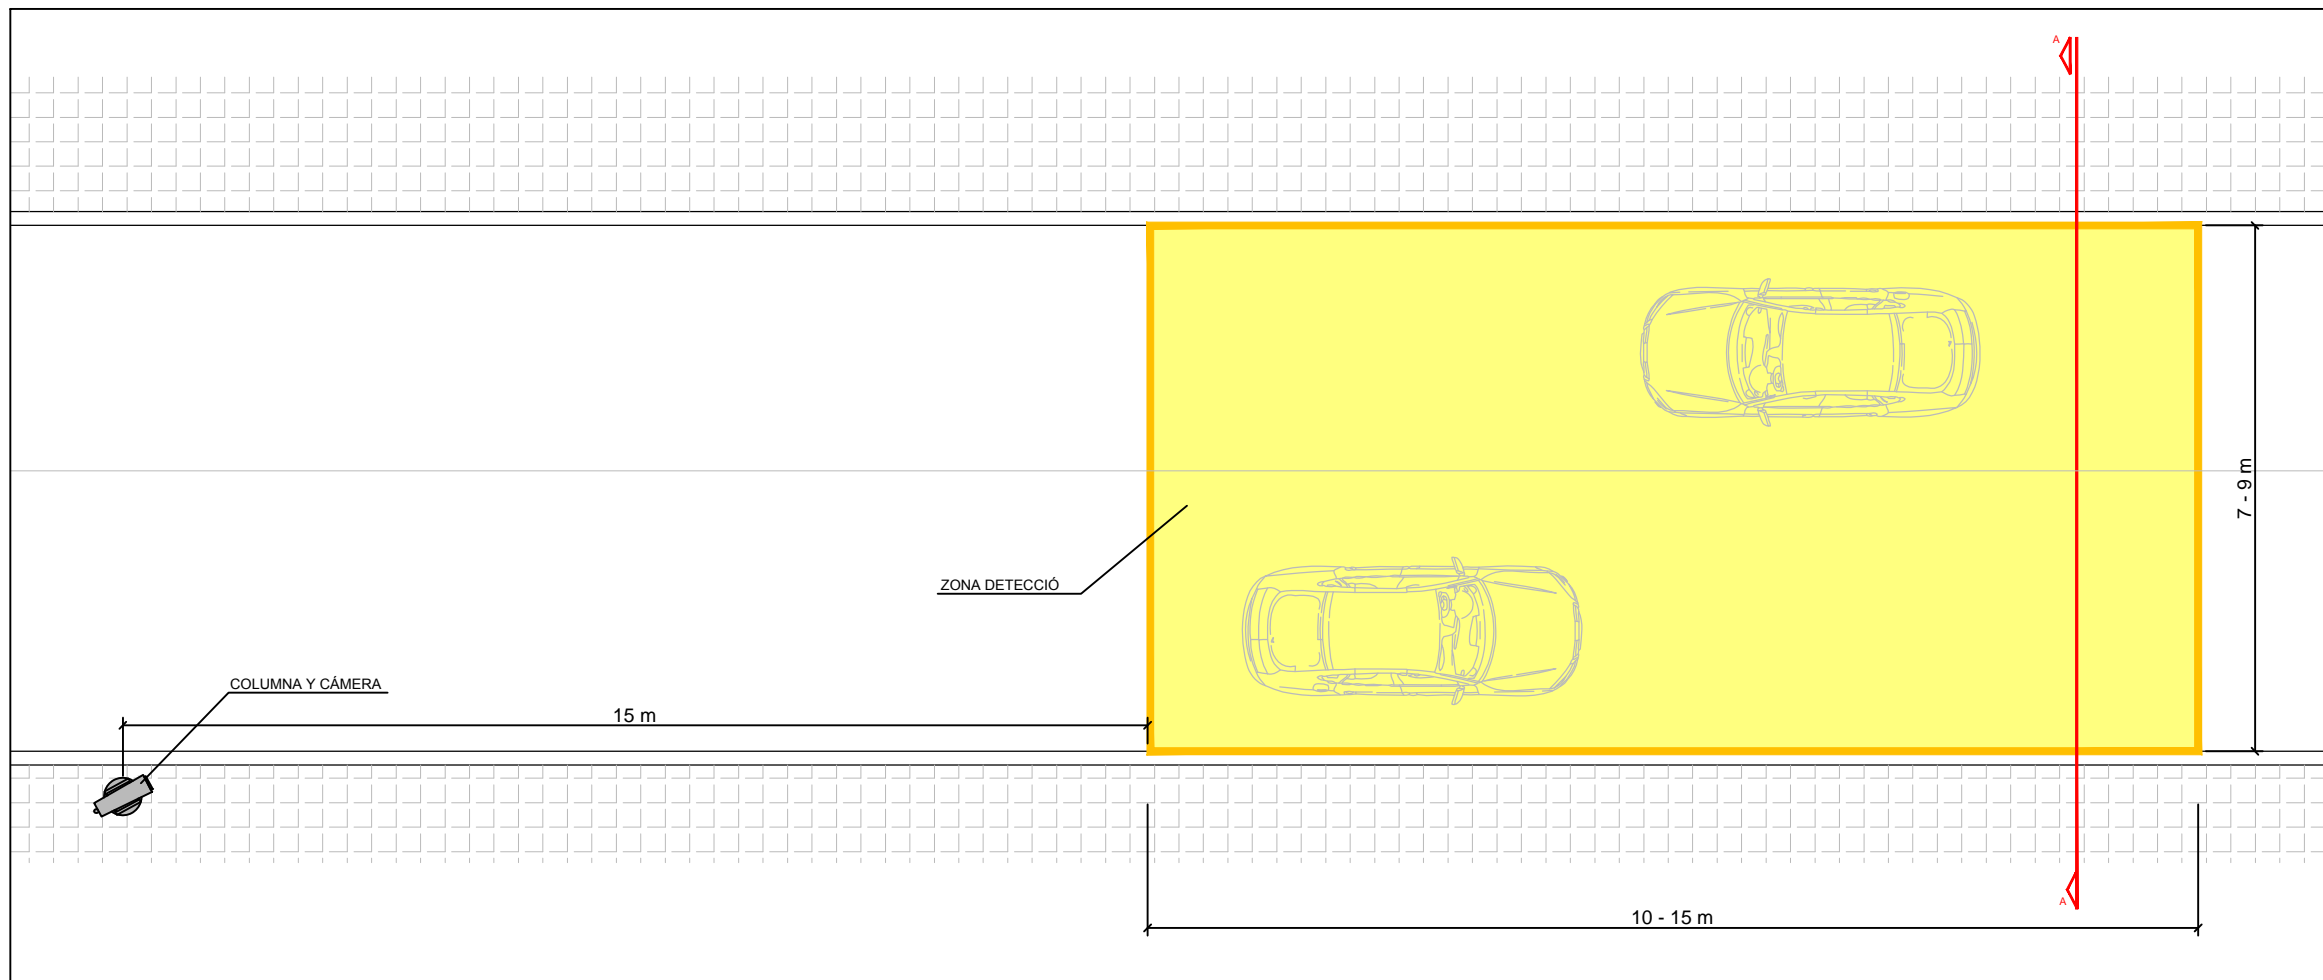 A
7 - 9 m
ZONA DETECCIÓ
COLUMNA Y CÁMERA
15 m
A
10 - 15 m